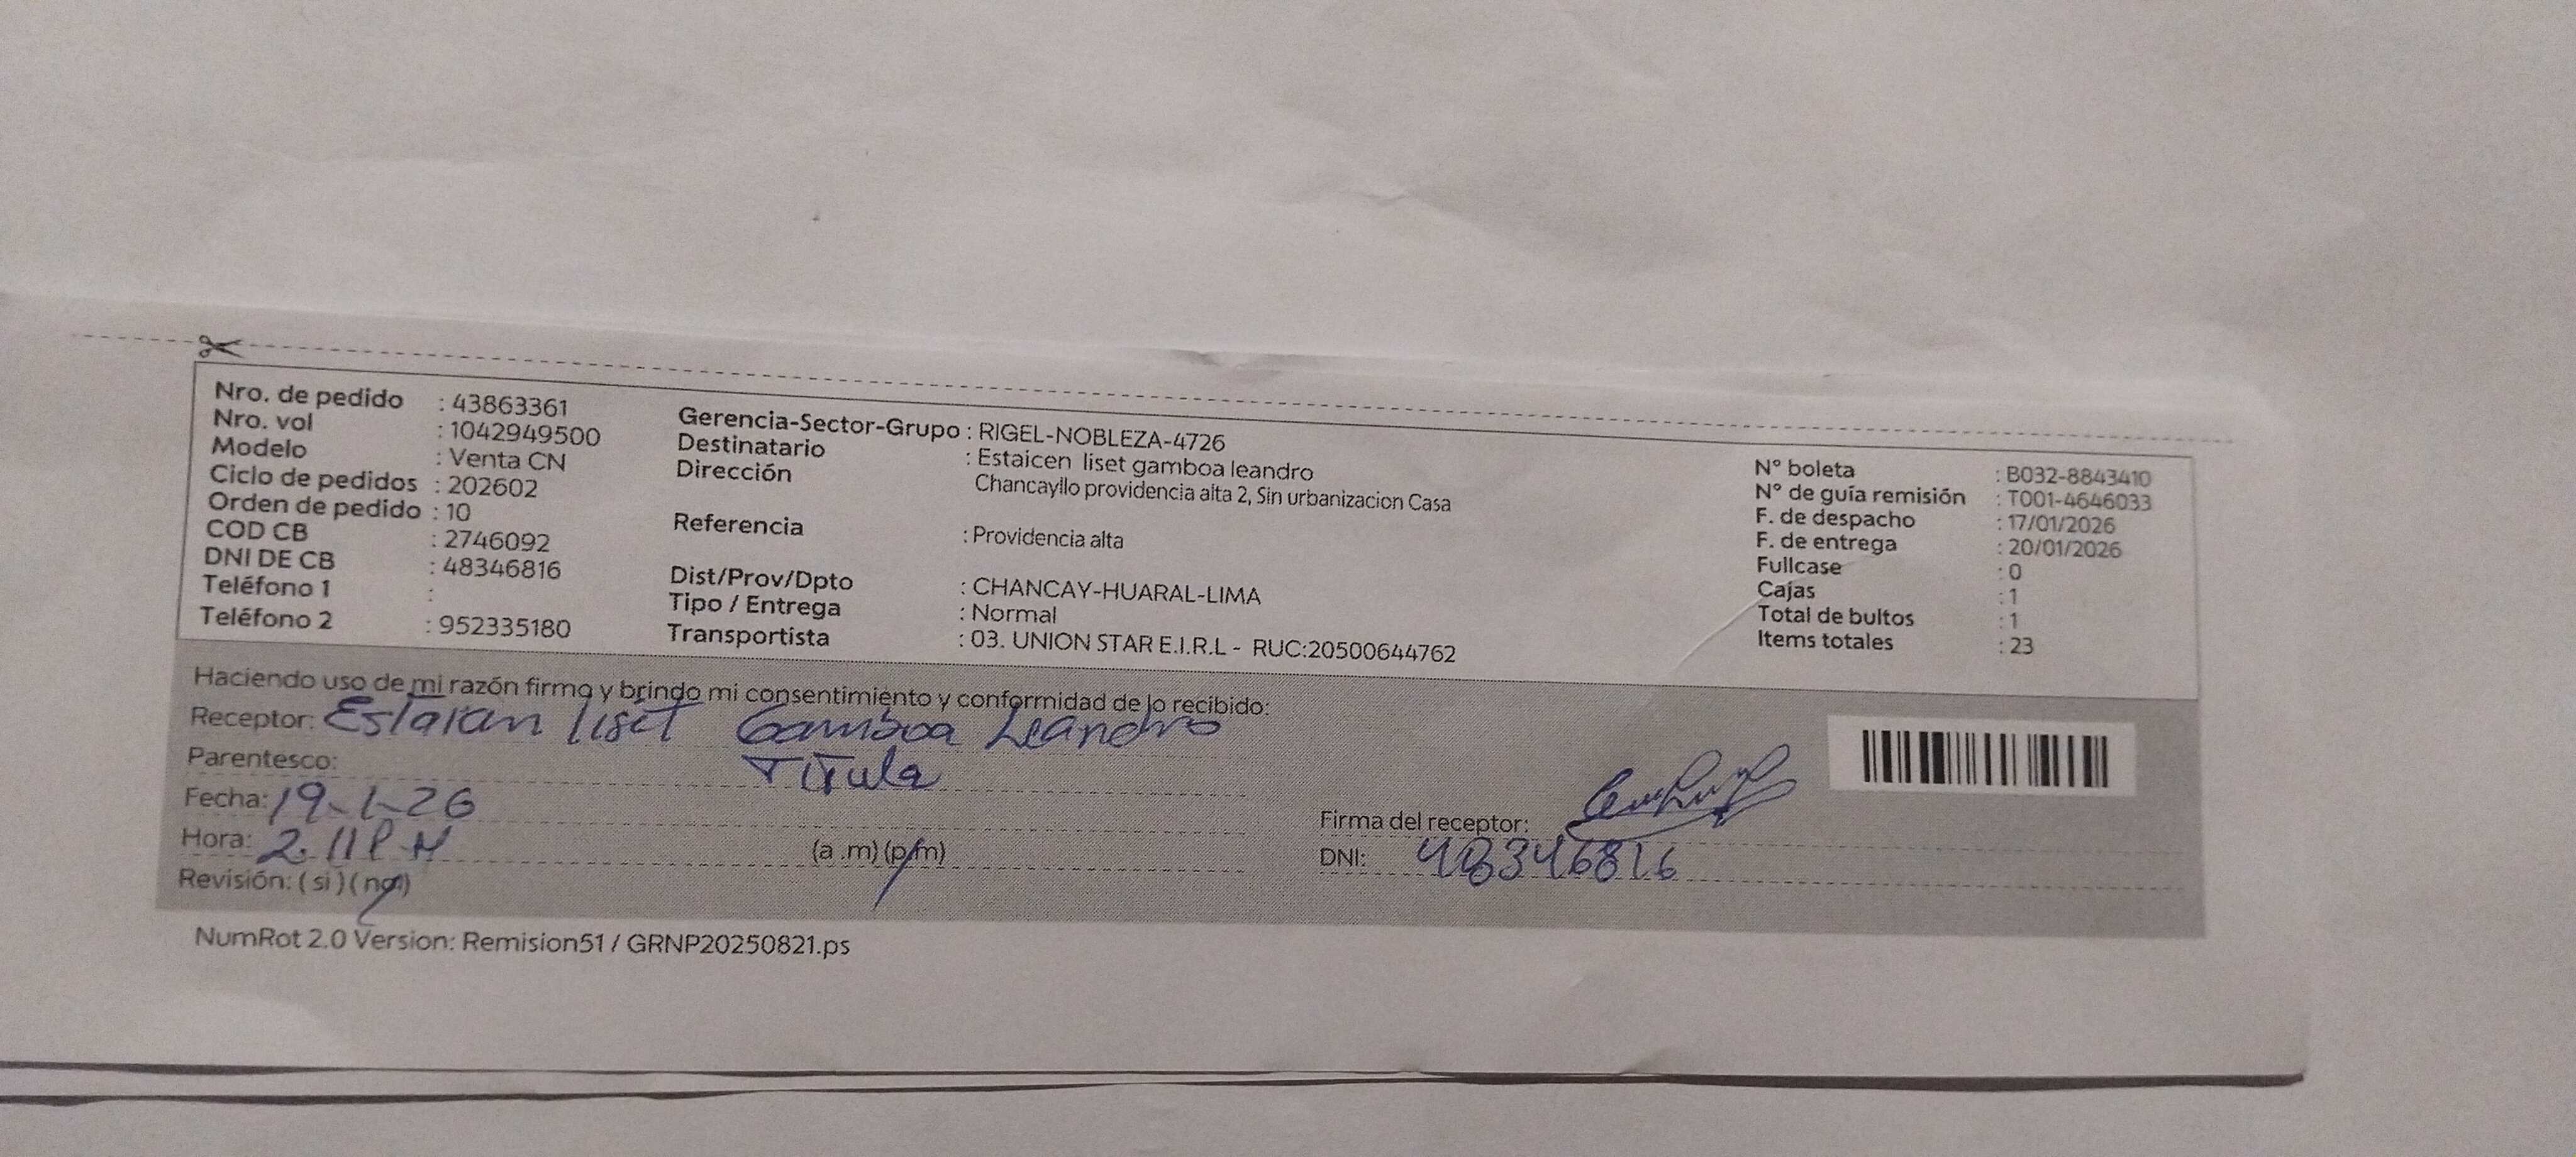 Nro. de pedido : 43863361
Nro. vol : 1042949500
Modelo : Venta CN
Ciclo de pedidos : 202602
Orden de pedido : 10
COD CB : 2746092
DNI DE CB : 48346816
Teléfono 1 :
Teléfono 2 : 952335180
Gerencia-Sector-Grupo : RIGEL-NOBLEZA-4726
Destinatario : Estaicen liset gamboa leandro
Dirección Chancayllo providencia alta 2, Sin urbanizacion Casa
Referencia : Providencia alta
Dist/Prov/Dpto : CHANCAY-HUARAL-LIMA
Tipo / Entrega : Normal
Transportista : 03. UNION STAR E.I.R.L - RUC:20500644762
N° boleta : B032-8843410
N° de guía remisión : T001-4646033
F. de despacho : 17/01/2026
F. de entrega : 20/01/2026
Fullcase : 0
Cajas : 1
Total de bultos : 1
Items totales : 23
Haciendo uso de mi razón firmo y brindo mi consentimiento y conformidad de lo recibido:
Receptor: liset Gamboa Leandro
Parentesco: Titula
Fecha: 19-1-26
Hora: 2.11 P M (a .m) (p.m)
Revisión: ( si ) ( no )
Firma del receptor:
DNI: 48346816
NumRot 2.0 Version: Remision51 / GRNP20250821.ps